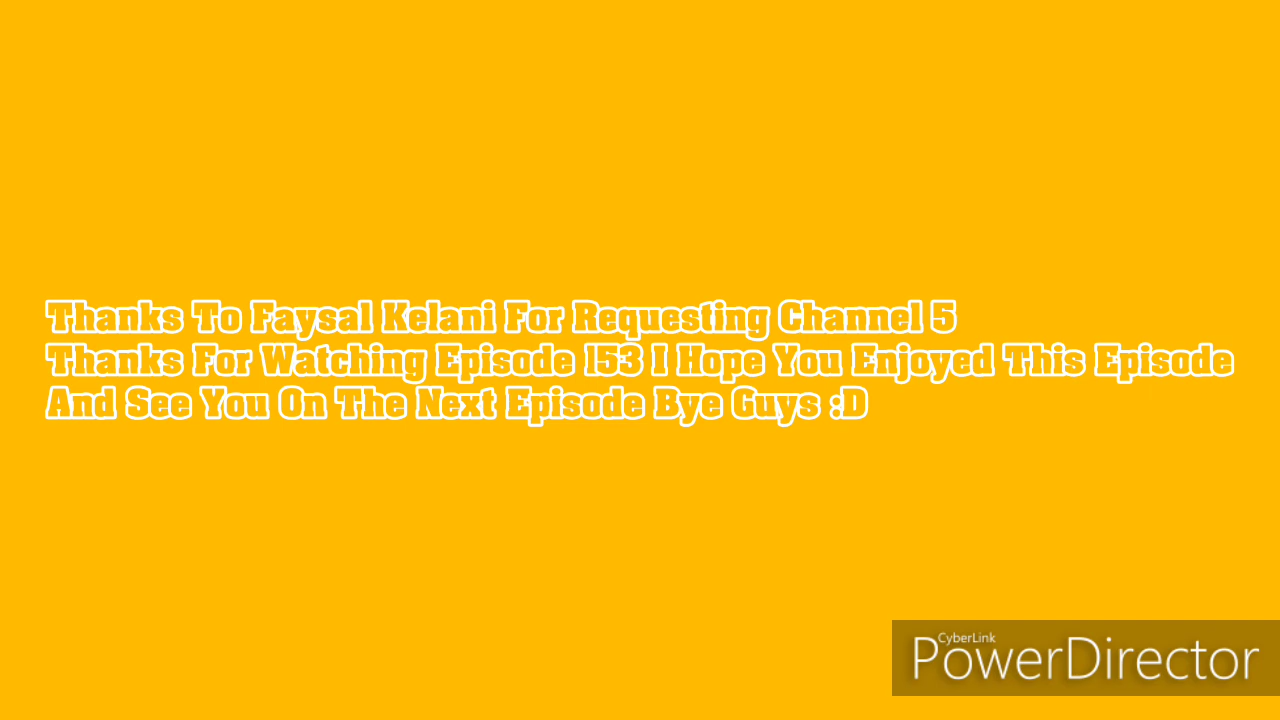 Thanks To Faysal Kelani For Requesting Channel 5
Thanks For Watching Episode 153 I Hope You Enjoyed This Episode
And See You On The Next Episode Bye Guys :D
CyberLink
PowerDirector